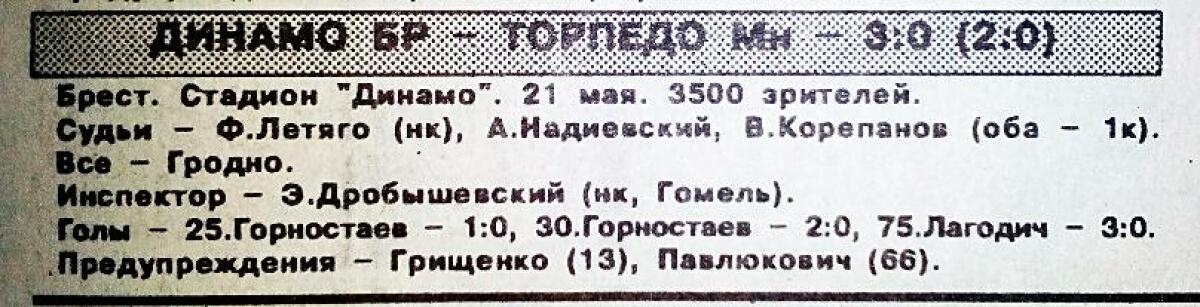 ДИНАМО БР – ТОРПЕДО Мн – 3:0 (2:0)
Брест. Стадион "Динамо". 21 мая. 3500 зрителей.
Судьи – Ф.Летяго (нк), А.Надиевский, В.Корепанов (оба – 1к).
Все – Гродно.
Инспектор – Э.Дробышевский (нк, Гомель).
Голы – 25.Горностаев – 1:0, 30.Горностаев – 2:0, 75.Лагодич – 3:0.
Предупреждения – Грищенко (13), Павлюкович (66).